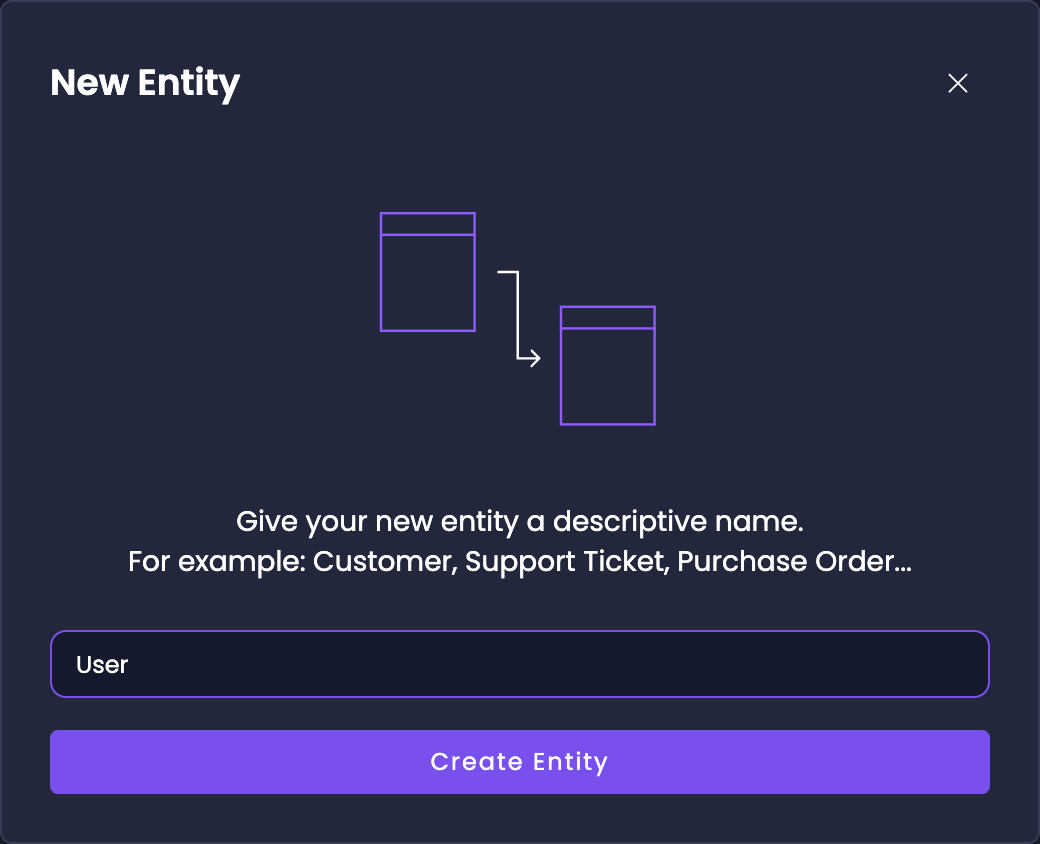 New Entity
Give your new entity a descriptive name.
For example: Customer, Support Ticket, Purchase Order...
User
Create Entity